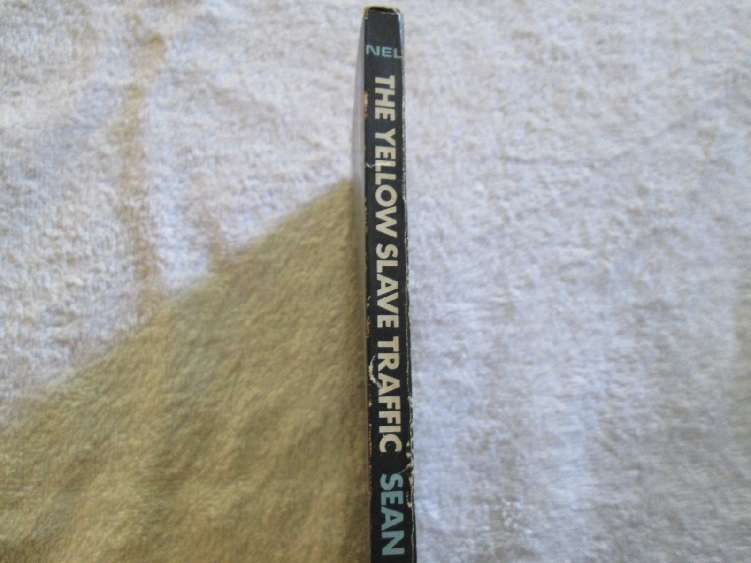 NEL
THE YELLOW SLAVE TRAFFIC SEAN